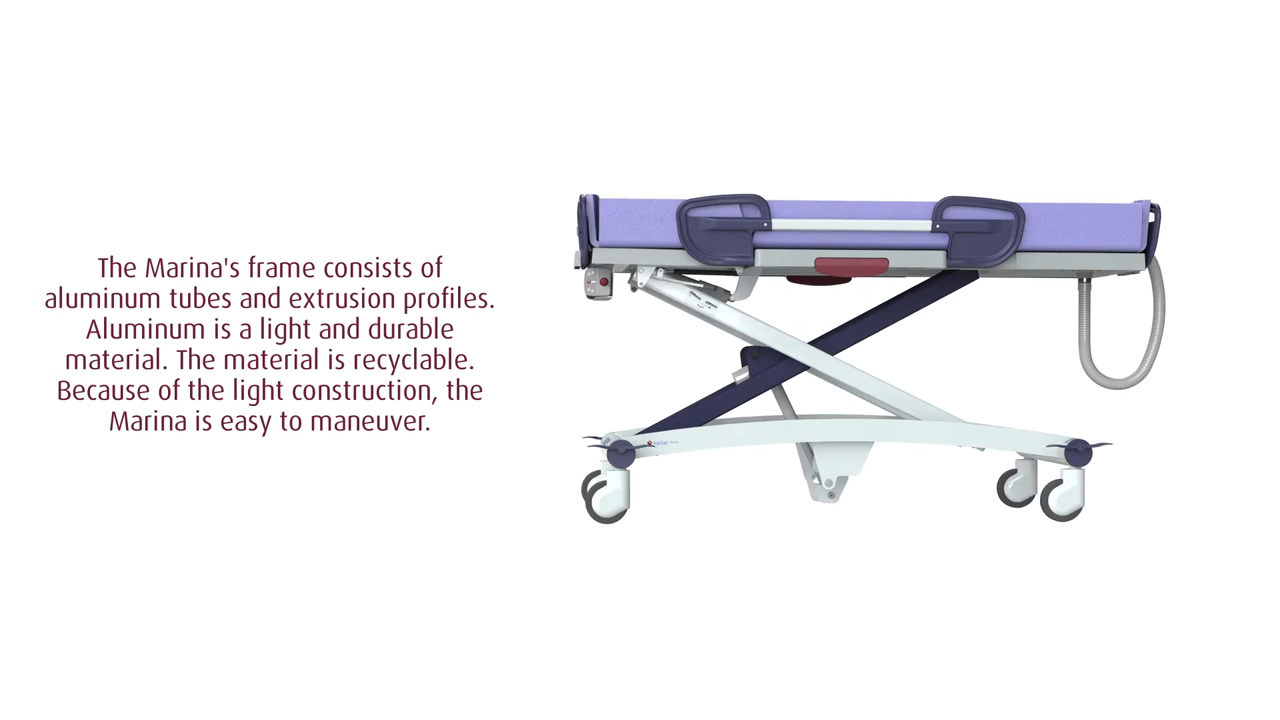 The Marina's frame consists of
aluminum tubes and extrusion profiles.
Aluminum is a light and durable
material. The material is recyclable.
Because of the light construction, the
Marina is easy to maneuver.